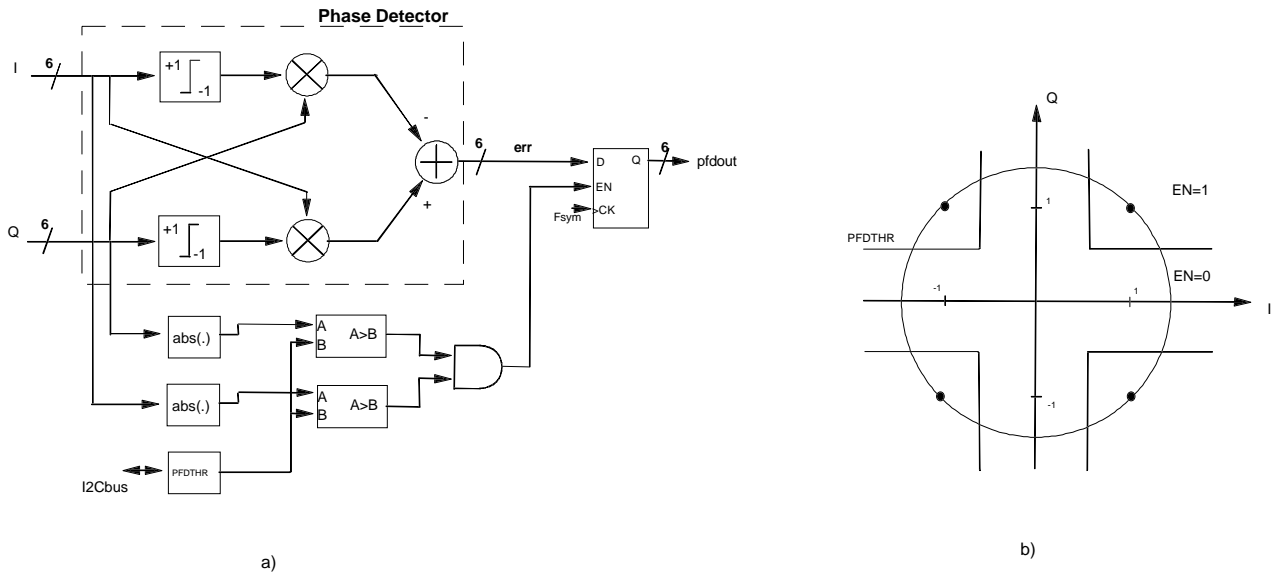 Phase Detector
I
6
+1
-1
-
6
err
D
Q
6
pfdout
EN
Fsym
>CK
+
Q
6
+1
-1
abs(.)
A
B
A>B
abs(.)
A
B
A>B
PFDTHR
I2Cbus
a)
Q
EN=1
1
PFDTHR
EN=0
-1
1
I
-1
b)